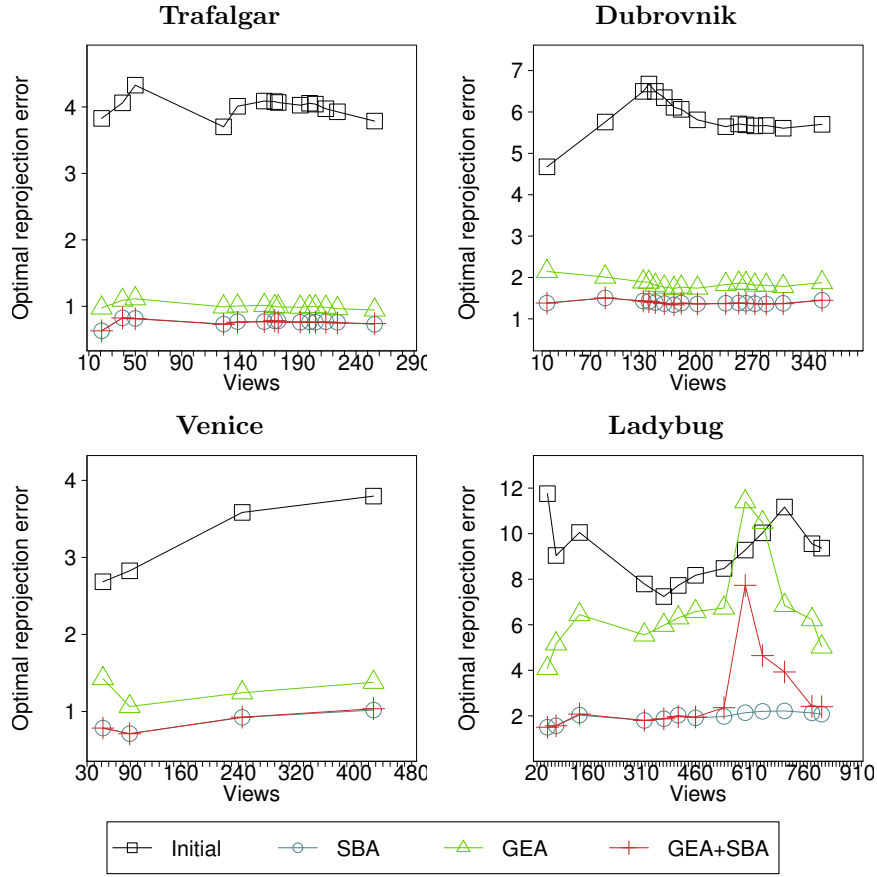 Trafalgar
Optimal reprojection error
4
3
2
1
10 50 90 140 190 240 290
Views
Dubrovnik
Optimal reprojection error
7
6
5
4
3
2
1
10 70 130 200 270 340
Views
Venice
Optimal reprojection error
4
3
2
1
30 90 160 240 320 400 480
Views
Ladybug
Optimal reprojection error
12
10
8
6
4
2
20 160 310 460 610 760 910
Views
Initial SBA GEA GEA+SBA